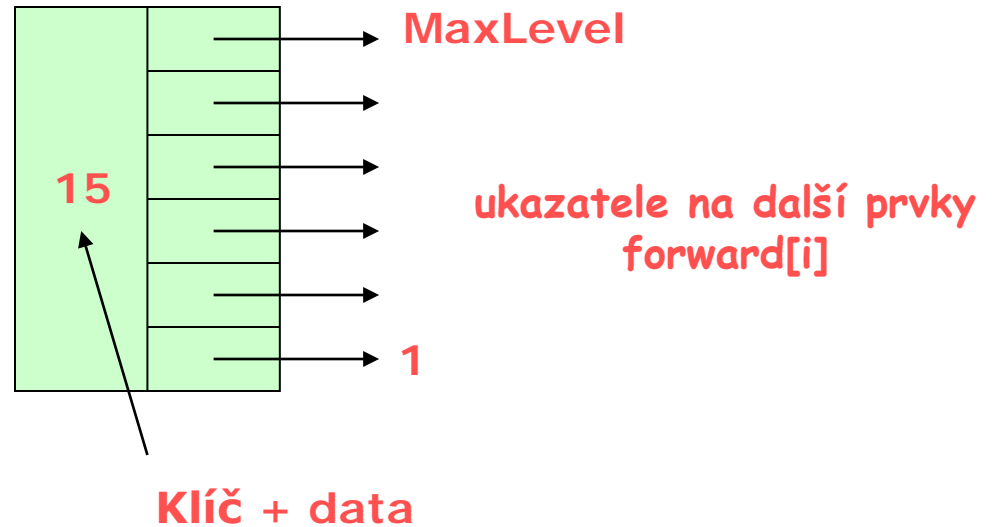 MaxLevel
15
ukazatele na další prvky
forward[i]
1
Klíč + data